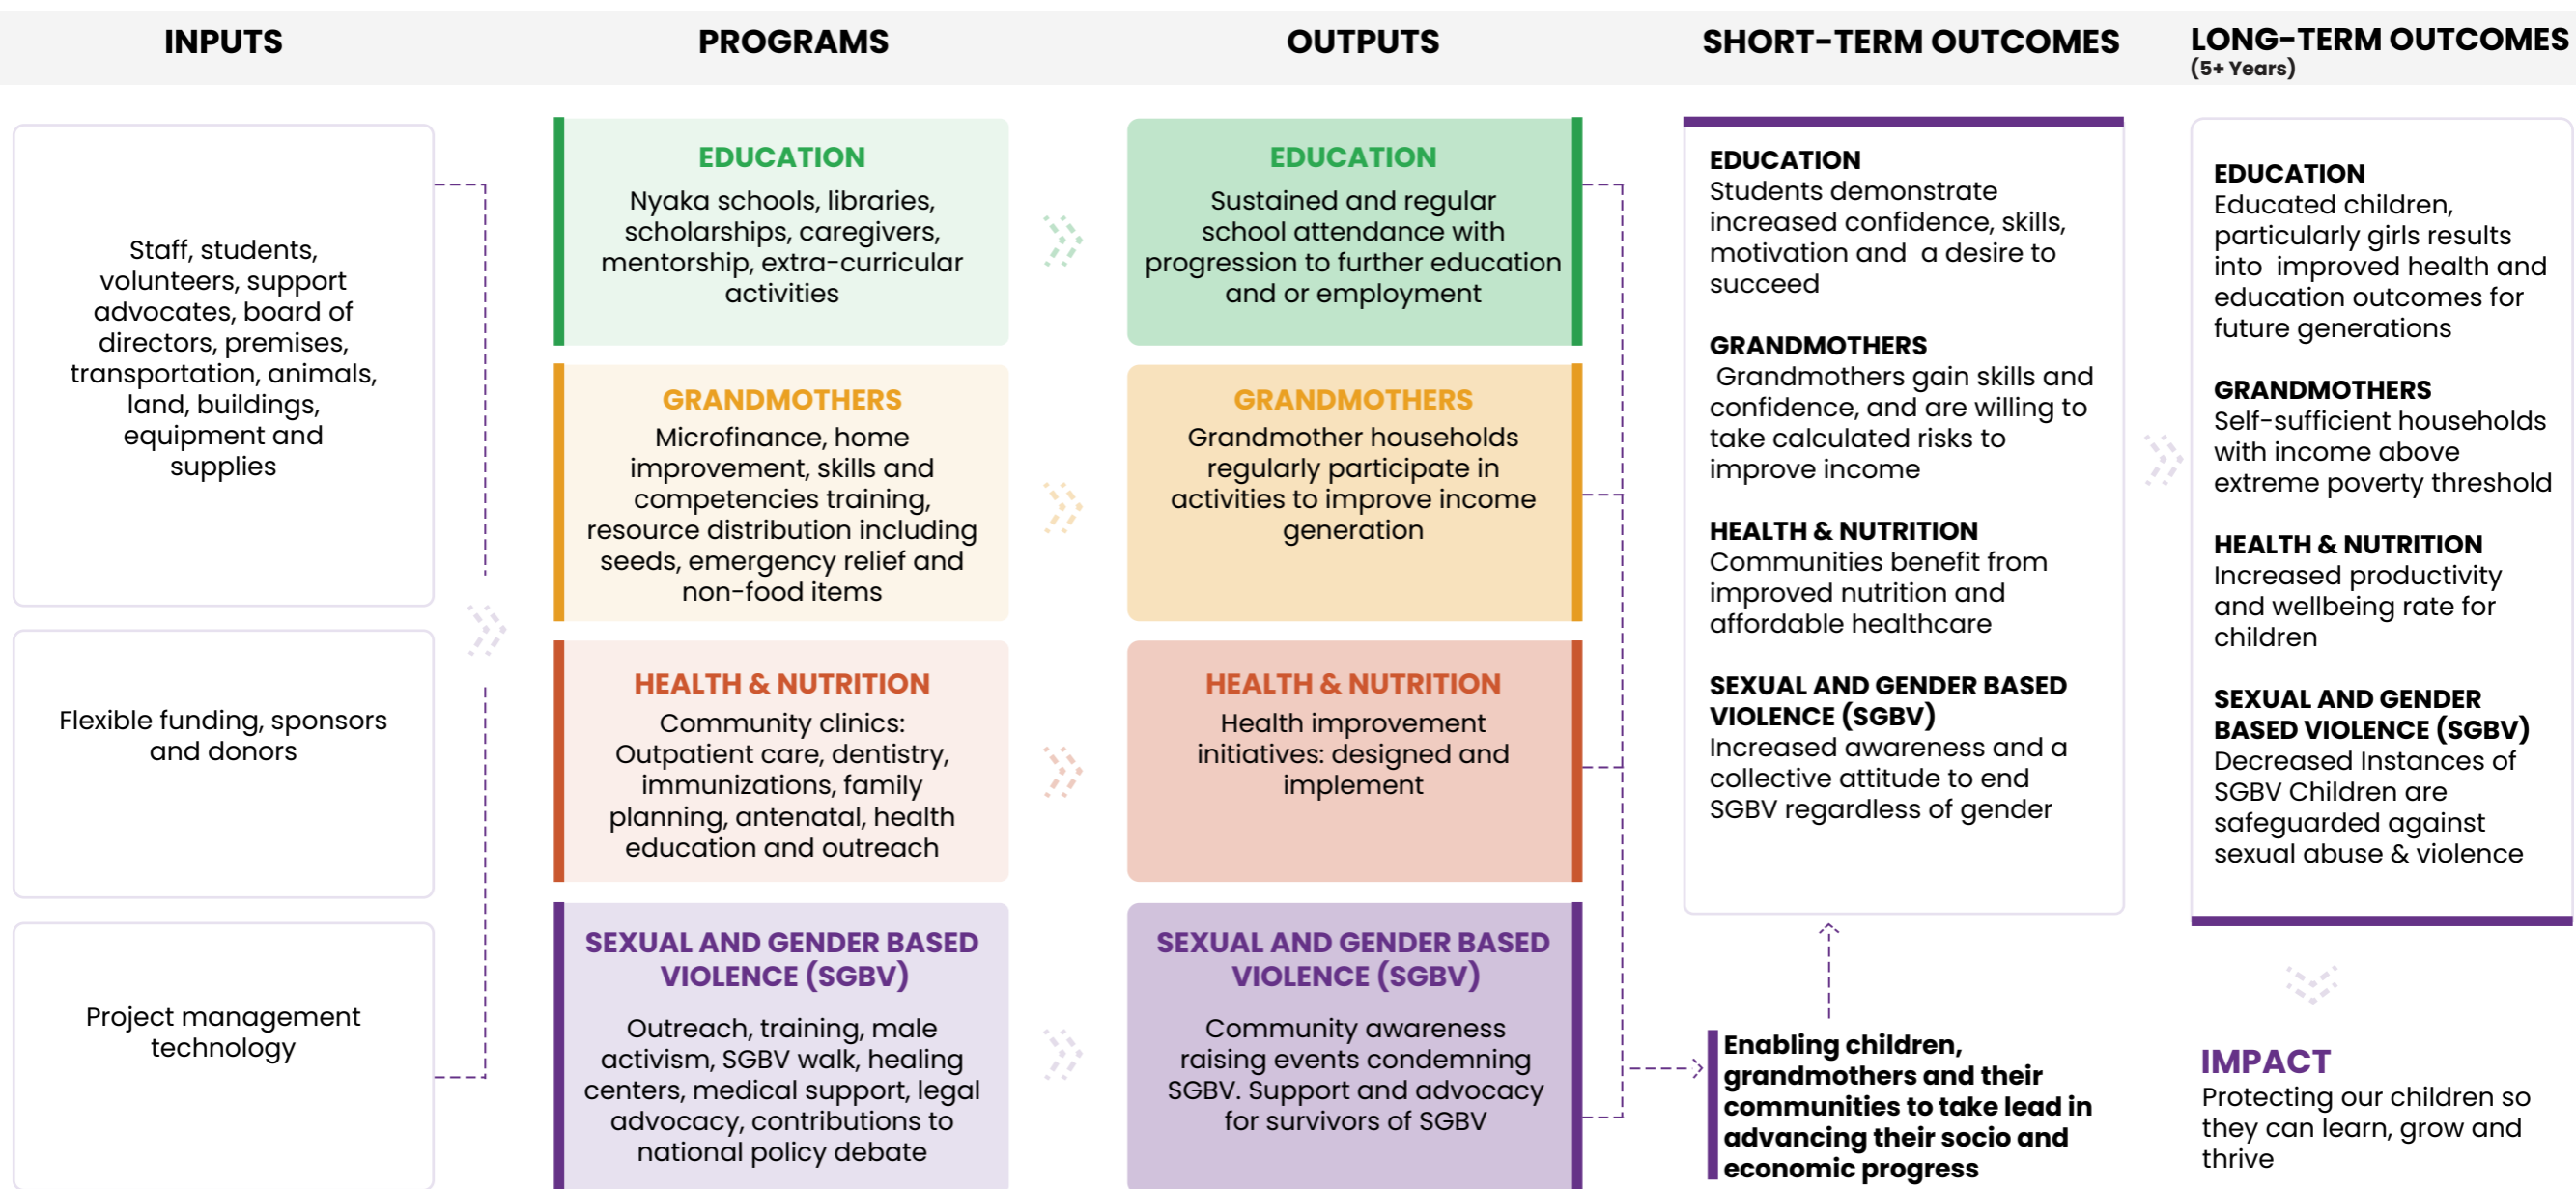 INPUTS
PROGRAMS
OUTPUTS
SHORT-TERM OUTCOMES
LONG-TERM OUTCOMES
(5+ Years)
Staff, students,
volunteers, support
advocates, board of
directors, premises,
transportation, animals,
land, buildings,
equipment and
supplies
Flexible funding, sponsors
and donors
Project management
technology
EDUCATION
Nyaka schools, libraries,
scholarships, caregivers,
mentorship, extra-curricular
activities
GRANDMOTHERS
Microfinance, home
improvement, skills and
competencies training,
resource distribution including
seeds, emergency relief and
non-food items
HEALTH & NUTRITION
Community clinics:
Outpatient care, dentistry,
immunizations, family
planning, antenatal, health
education and outreach
SEXUAL AND GENDER BASED
VIOLENCE (SGBV)
Outreach, training, male
activism, SGBV walk, healing
centers, medical support, legal
advocacy, contributions to
national policy debate
EDUCATION
Sustained and regular
school attendance with
progression to further education
and or employment
GRANDMOTHERS
Grandmother households
regularly participate in
activities to improve income
generation
HEALTH & NUTRITION
Health improvement
initiatives: designed and
implement
SEXUAL AND GENDER BASED
VIOLENCE (SGBV)
Community awareness
raising events condemning
SGBV. Support and advocacy
for survivors of SGBV
EDUCATION
Students demonstrate
increased confidence, skills,
motivation and a desire to
succeed
GRANDMOTHERS
Grandmothers gain skills and
confidence, and are willing to
take calculated risks to
improve income
HEALTH & NUTRITION
Communities benefit from
improved nutrition and
affordable healthcare
SEXUAL AND GENDER BASED
VIOLENCE (SGBV)
Increased awareness and a
collective attitude to end
SGBV regardless of gender
Enabling children,
grandmothers and their
communities to take lead in
advancing their socio and
economic progress
EDUCATION
Educated children,
particularly girls results
into improved health and
education outcomes for
future generations
GRANDMOTHERS
Self-sufficient households
with income above
extreme poverty threshold
HEALTH & NUTRITION
Increased productivity
and wellbeing rate for
children
SEXUAL AND GENDER
BASED VIOLENCE (SGBV)
Decreased Instances of
SGBV Children are
safeguarded against
sexual abuse & violence
IMPACT
Protecting our children so
they can learn, grow and
thrive